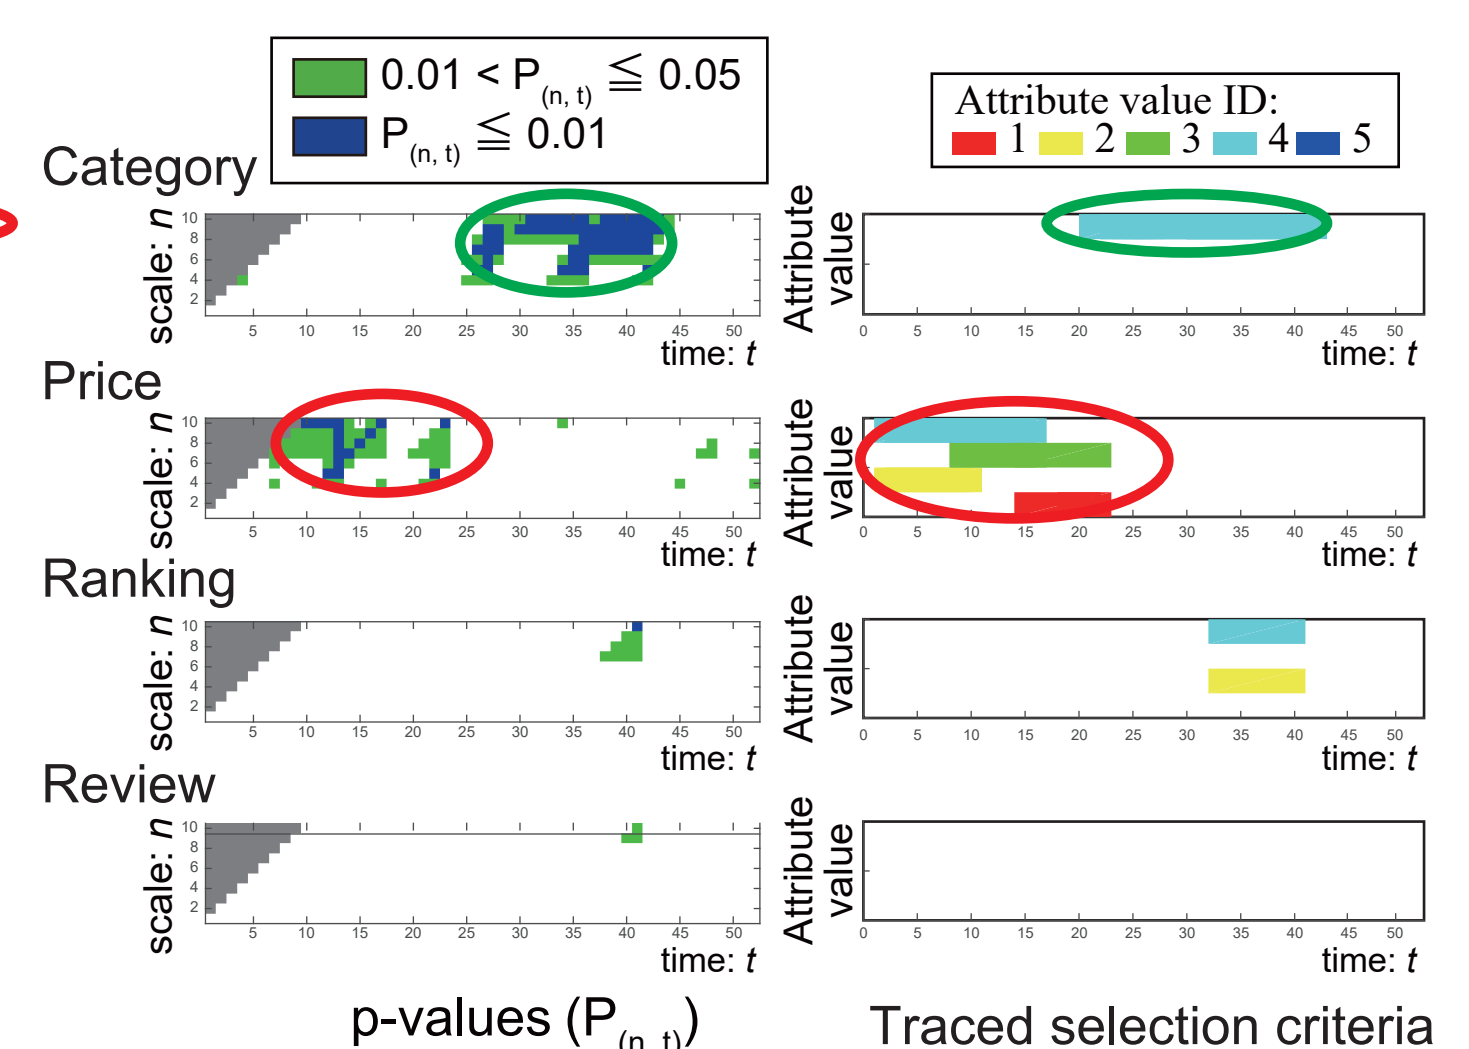 0.01 < P(n, t) ≦ 0.05
P(n, t) ≦ 0.01
Attribute value ID:
1 2 3 4 5
Category
scale: n
10
8
6
4
2
5 10 15 20 25 30 35 40 45 50
time: t
Attribute
value
0 5 10 15 20 25 30 35 40 45 50
time: t
Price
scale: n
10
8
6
4
2
5 10 15 20 25 30 35 40 45 50
time: t
Attribute
value
0 5 10 15 20 25 30 35 40 45 50
time: t
Ranking
scale: n
10
8
6
4
2
5 10 15 20 25 30 35 40 45 50
time: t
Attribute
value
0 5 10 15 20 25 30 35 40 45 50
time: t
Review
scale: n
10
8
6
4
2
5 10 15 20 25 30 35 40 45 50
time: t
Attribute
value
0 5 10 15 20 25 30 35 40 45 50
time: t
p-values (P(n, t))
Traced selection criteria